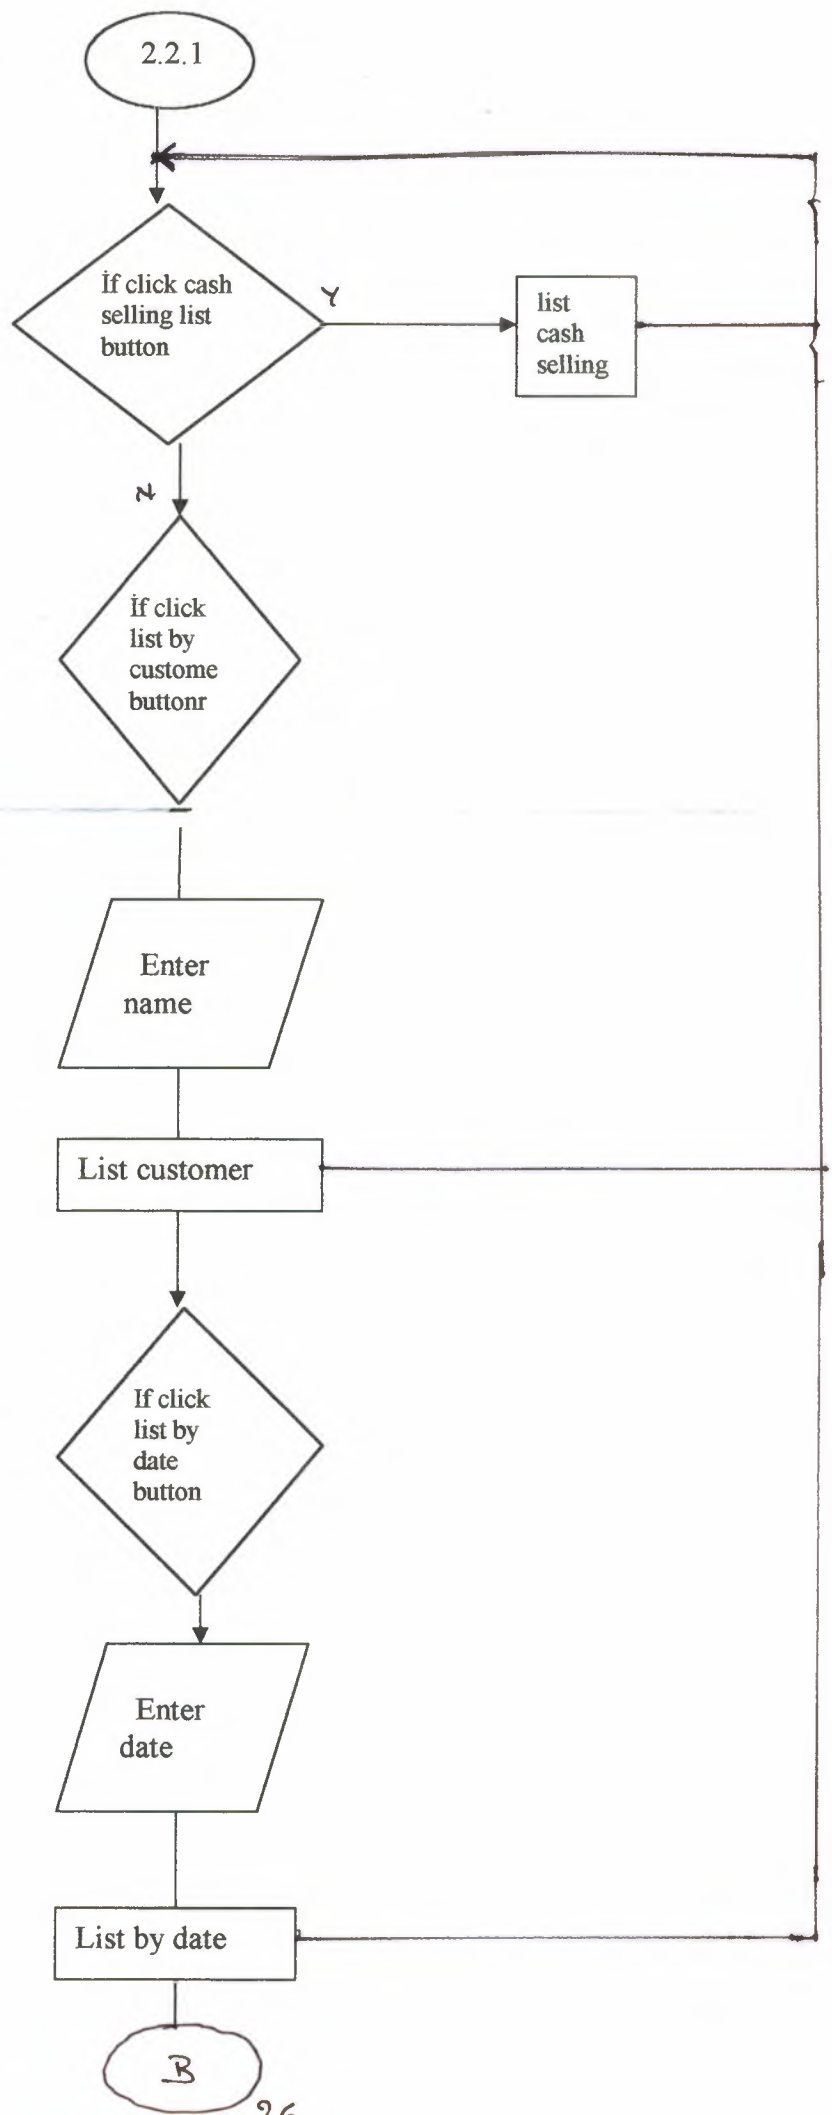 2.2.1
İf click cash
selling list
button
Y
list
cash
selling
N
İf click
list by
custome
buttonr
Enter
name
List customer
If click
list by
date
button
Enter
date
List by date
B